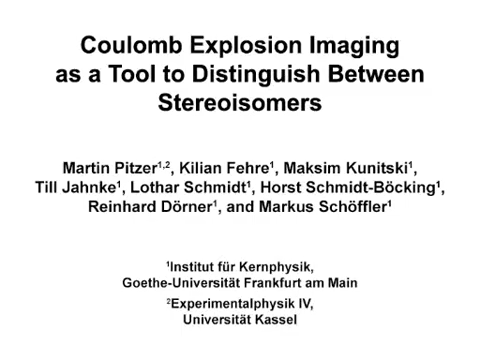 Coulomb Explosion Imaging
as a Tool to Distinguish Between
Stereoisomers
Martin Pitzer¹,², Kilian Fehre¹, Maksim Kunitski¹,
Till Jahnke¹, Lothar Schmidt¹, Horst Schmidt-Böcking¹,
Reinhard Dörner¹, and Markus Schöffler¹
¹Institut für Kernphysik,
Goethe-Universität Frankfurt am Main
²Experimentalphysik IV,
Universität Kassel